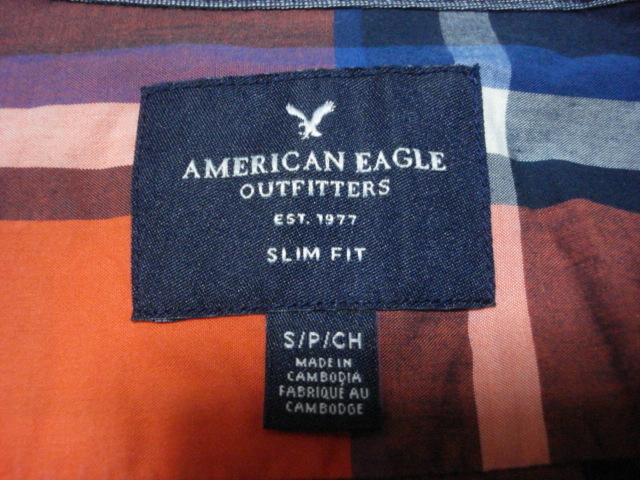 AMERICAN EAGLE
OUTFITTERS
EST. 1977
SLIM FIT
S/P/CH
MADE IN
CAMBODIA
FABRIQUÉ AU
CAMBODGE